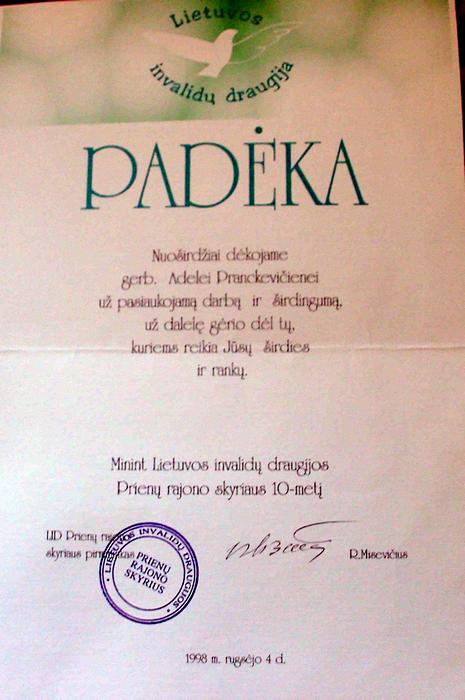 Lietuvos
invalidų draugija
PADĖKA
Nuoširdžiai dėkojame
gerb. Adelei Pranckevičienei
už pasiaukojamą darbą ir širdingumą,
už dalelę gėrio dėl tų,
kuriems reikia Jūsų širdies
ir rankų.
Minint Lietuvos invalidų draugijos
Prienų rajono skyriaus 10-metį
LID Prienų
skyriaus
LIETUVOS INVALIDŲ DRAUGIJOS
PRIENŲ
RAJONO
SKYRIUS
R.Misevičius
1998 m. rugsėjo 4 d.